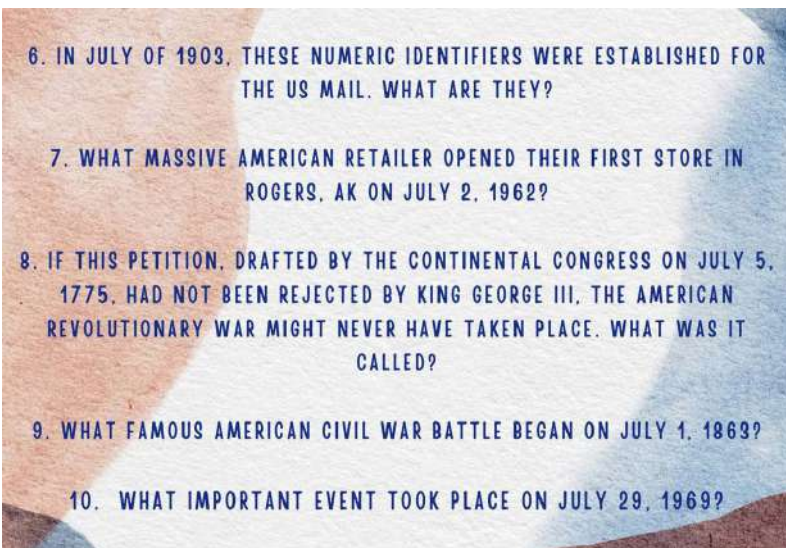 6. IN JULY OF 1903, THESE NUMERIC IDENTIFIERS WERE ESTABLISHED FOR
THE US MAIL. WHAT ARE THEY?
7. WHAT MASSIVE AMERICAN RETAILER OPENED THEIR FIRST STORE IN
ROGERS, AK ON JULY 2, 1962?
8. IF THIS PETITION, DRAFTED BY THE CONTINENTAL CONGRESS ON JULY 5,
1775, HAD NOT BEEN REJECTED BY KING GEORGE III, THE AMERICAN
REVOLUTIONARY WAR MIGHT NEVER HAVE TAKEN PLACE. WHAT WAS IT
CALLED?
9. WHAT FAMOUS AMERICAN CIVIL WAR BATTLE BEGAN ON JULY 1, 1863?
10. WHAT IMPORTANT EVENT TOOK PLACE ON JULY 29, 1969?